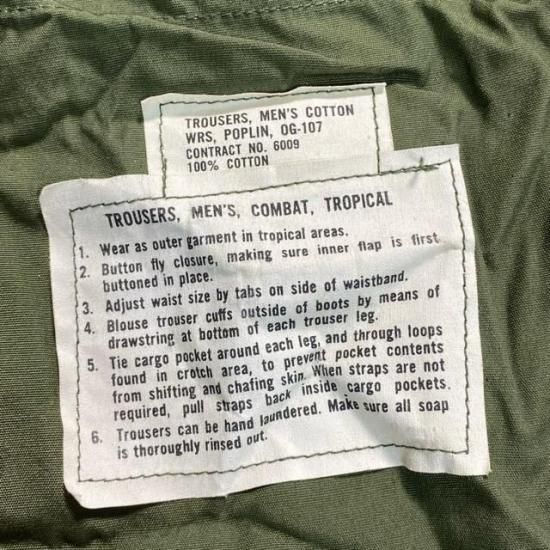 TROUSERS, MEN'S COTTON
WRS, POPLIN, OG-107
CONTRACT NO. 6009
100% COTTON
TROUSERS, MEN'S, COMBAT, TROPICAL
1. Wear as outer garment in tropical areas.
2. Button fly closure, making sure inner flap is first
buttoned in place.
3. Adjust waist size by tabs on side of waistband.
4. Blouse trouser cuffs outside of boots by means of
drawstring at bottom of each trouser leg.
5. Tie cargo pocket around each leg, and through loops
found in crotch area, to prevent pocket contents
from shifting and chafing skin. When straps are not
required, pull straps back inside cargo pockets.
6. Trousers can be hand laundered. Make sure all soap
is thoroughly rinsed out.